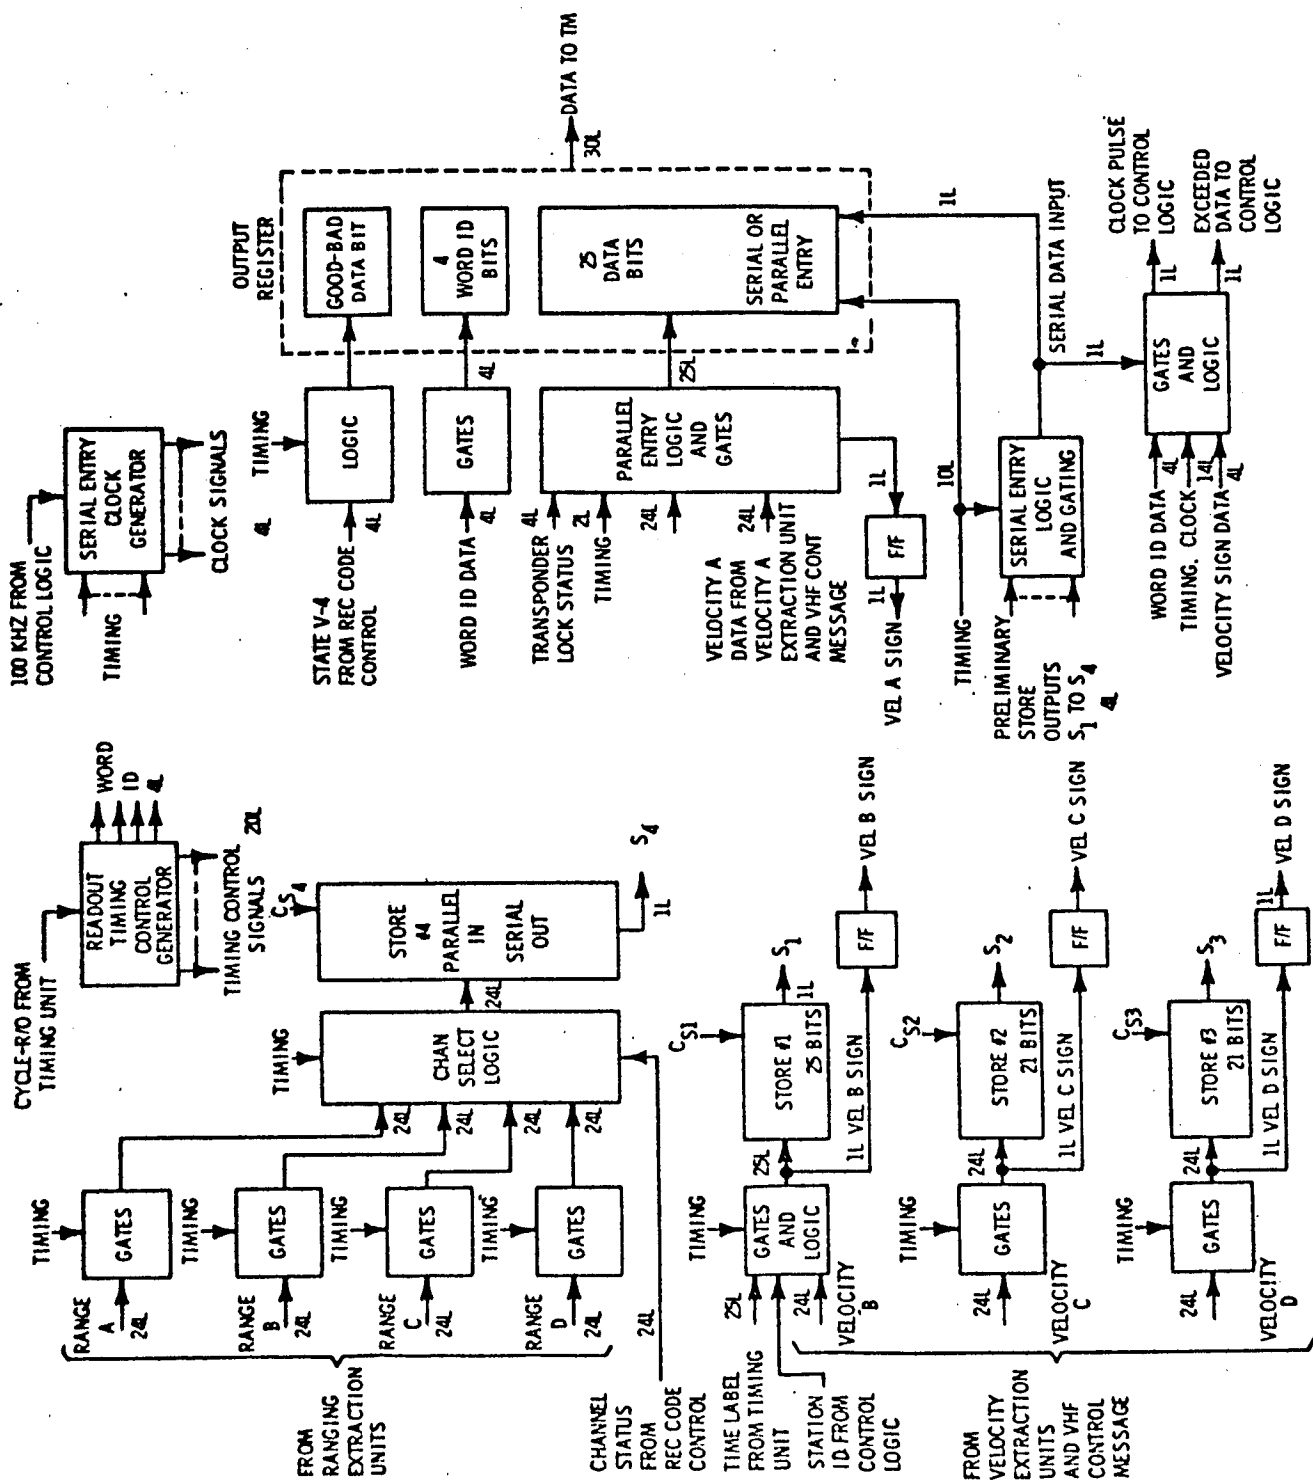 100 KHZ FROM
CONTROL LOGIC
TIMING
SERIAL ENTRY
CLOCK
GENERATOR
CLOCK SIGNALS
4L
TIMING
STATE V-4
FROM REC CODE
CONTROL
4L
LOGIC
OUTPUT
REGISTER
GOOD-BAD
DATA BIT
WORD ID DATA
4L
GATES
4L
4
WORD ID
BITS
DATA TO TM
30L
TRANSPONDER
LOCK STATUS
4L
TIMING
2L
24L
VELOCITY A
DATA FROM
VELOCITY A
EXTRACTION UNIT
AND VHF CONT
MESSAGE
24L
PARALLEL
ENTRY
LOGIC AND
GATES
25L
25
DATA
BITS
SERIAL OR
PARALLEL
ENTRY
1L
F/F
1L
VEL A SIGN
TIMING
10L
1L
PRELIMINARY
STORE
OUTPUTS
S1 TO S4
4L
SERIAL ENTRY
LOGIC
AND GATING
SERIAL DATA INPUT
1L
WORD ID DATA
4L
TIMING, CLOCK
14L
VELOCITY SIGN DATA
4L
GATES
AND
LOGIC
1L
CLOCK PULSE
TO CONTROL
LOGIC
1L
EXCEEDED
DATA TO
CONTROL
LOGIC
CYCLE-R/O FROM
TIMING UNIT
READOUT
TIMING
CONTROL
GENERATOR
WORD
ID
4L
TIMING CONTROL
SIGNALS
20L
FROM
RANGING
EXTRACTION
UNITS
RANGE
A
24L
TIMING
GATES
24L
RANGE
B
24L
TIMING
GATES
24L
RANGE
C
24L
TIMING
GATES
24L
RANGE
D
24L
TIMING
GATES
24L
TIMING
CHAN
SELECT
LOGIC
24L
CS4
STORE
#4
PARALLEL
IN
SERIAL OUT
1L
S4
CHANNEL
STATUS
FROM
REC CODE
CONTROL
24L
TIME LABEL
FROM TIMING
UNIT
25L
STATION
ID FROM
CONTROL
LOGIC
24L
VELOCITY
B
TIMING
GATES
AND
LOGIC
25L
CS1
STORE #1
25 BITS
1L
S1
1L VEL B SIGN
F/F
VEL B SIGN
FROM
VELOCITY
EXTRACTION
UNITS
AND VHF
CONTROL
MESSAGE
24L
VELOCITY
C
TIMING
GATES
24L
CS2
STORE #2
21 BITS
S2
1L VEL C SIGN
F/F
VEL C SIGN
24L
VELOCITY
D
TIMING
GATES
24L
CS3
STORE #3
21 BITS
S3
1L VEL D SIGN
F/F
1L
VEL D SIGN